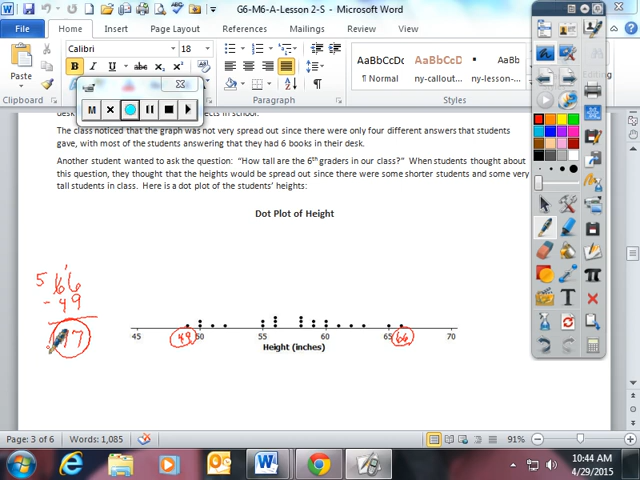 G6-M6-A-Lesson 2-S - Microsoft Word
File Home Insert Page Layout References Mailings Review
Calibri 18
Paste
B I U abc
Clipboard Paragraph
AaBbCcDc AaBbCcDc AaBbCcDc
¶ Normal ny-callout... ny-lesson-...
Editing
M
The class noticed that the graph was not very spread out since there were only four different answers that students
gave, with most of the students answering that they had 6 books in their desk.
Another student wanted to ask the question: “How tall are the 6th graders in our class?” When students thought about
this question, they thought that the heights would be spread out since there were some shorter students and some very
tall students in class. Here is a dot plot of the students’ heights:
Dot Plot of Height
5 1
66
- 49
17
45 49 50 55 60 65 66 70
Height (inches)
Page: 3 of 6 Words: 1,085 91%
10:44 AM
4/29/2015